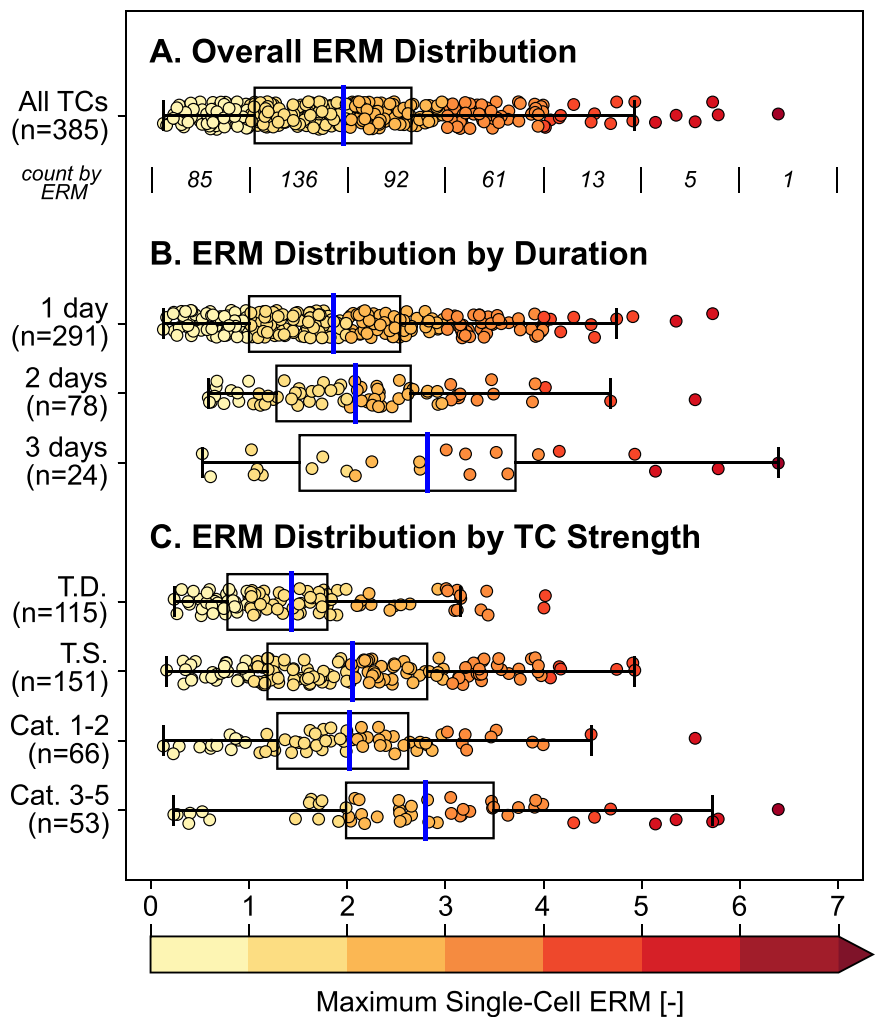 A. Overall ERM Distribution
All TCs
(n=385)
count by
ERM
85 136 92 61 13 5 1
B. ERM Distribution by Duration
1 day
(n=291)
2 days
(n=78)
3 days
(n=24)
C. ERM Distribution by TC Strength
T.D.
(n=115)
T.S.
(n=151)
Cat. 1-2
(n=66)
Cat. 3-5
(n=53)
0 1 2 3 4 5 6 7
Maximum Single-Cell ERM [-]